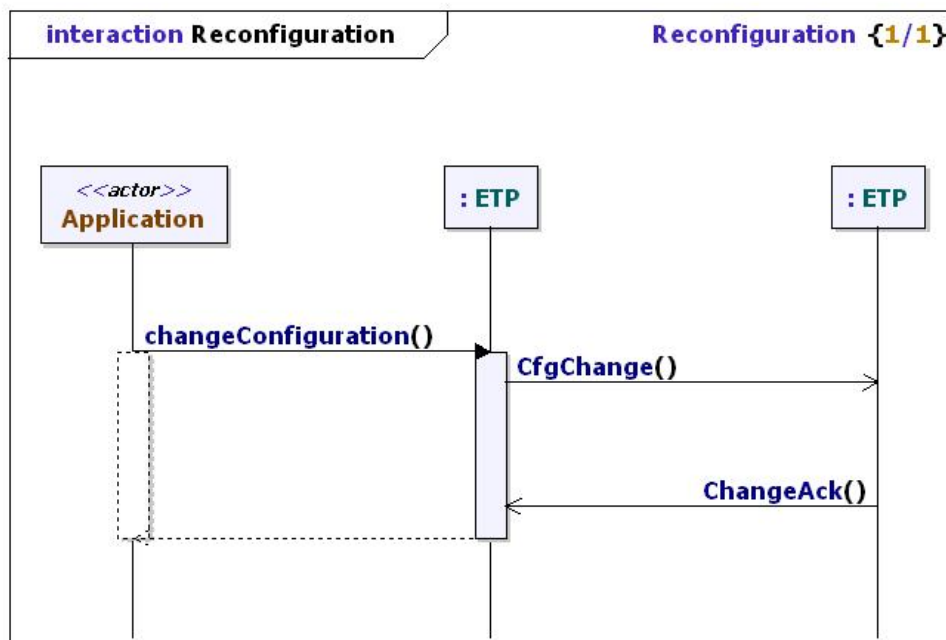 interaction Reconfiguration
Reconfiguration {1/1}
<<actor>>
Application
: ETP
: ETP
changeConfiguration()
CfgChange()
ChangeAck()